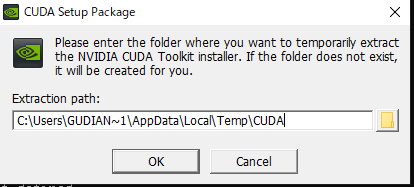 CUDA Setup Package
Please enter the folder where you want to temporarily extract
the NVIDIA CUDA Toolkit installer. If the folder does not exist,
it will be created for you.
Extraction path:
C:\Users\GUDIAN~1\AppData\Local\Temp\CUDA
OK
Cancel